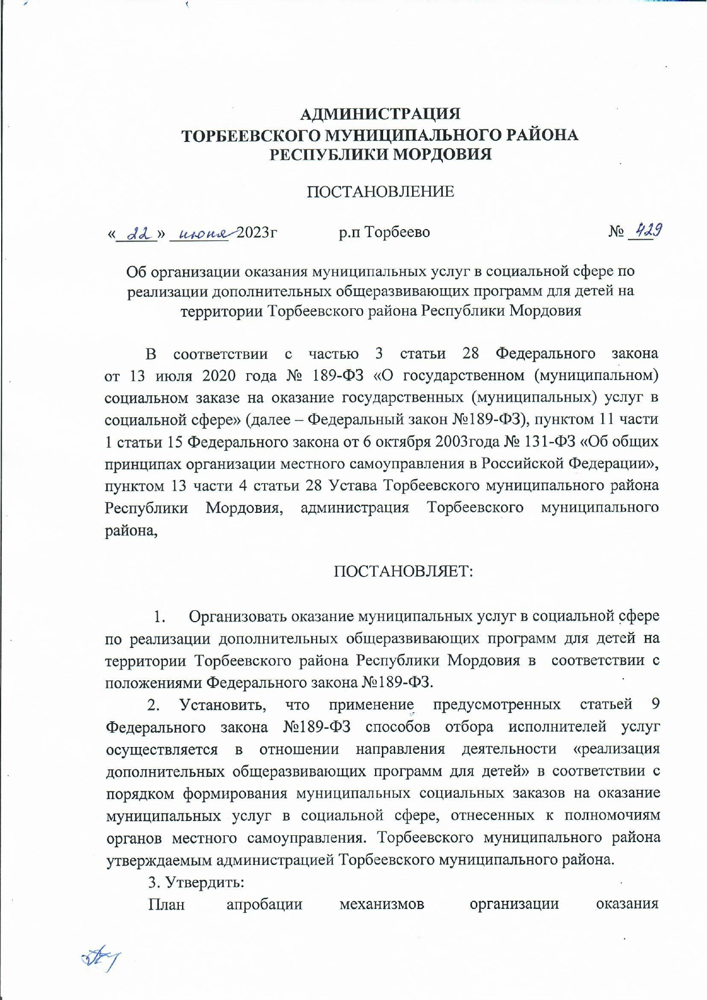 АДМИНИСТРАЦИЯ
ТОРБЕЕВСКОГО МУНИЦИПАЛЬНОГО РАЙОНА
РЕСПУБЛИКИ МОРДОВИЯ
ПОСТАНОВЛЕНИЕ
« 22 » июня 2023г р.п Торбеево № 429
Об организации оказания муниципальных услуг в социальной сфере по
реализации дополнительных общеразвивающих программ для детей на
территории Торбеевского района Республики Мордовия
В соответствии с частью 3 статьи 28 Федерального закона
от 13 июля 2020 года № 189-ФЗ «О государственном (муниципальном)
социальном заказе на оказание государственных (муниципальных) услуг в
социальной сфере» (далее – Федеральный закон №189-ФЗ), пунктом 11 части
1 статьи 15 Федерального закона от 6 октября 2003года № 131-ФЗ «Об общих
принципах организации местного самоуправления в Российской Федерации»,
пунктом 13 части 4 статьи 28 Устава Торбеевского муниципального района
Республики Мордовия, администрация Торбеевского муниципального
района,
ПОСТАНОВЛЯЕТ:
1. Организовать оказание муниципальных услуг в социальной сфере
по реализации дополнительных общеразвивающих программ для детей на
территории Торбеевского района Республики Мордовия в соответствии с
положениями Федерального закона №189-ФЗ.
2. Установить, что применение предусмотренных статьей 9
Федерального закона №189-ФЗ способов отбора исполнителей услуг
осуществляется в отношении направления деятельности «реализация
дополнительных общеразвивающих программ для детей» в соответствии с
порядком формирования муниципальных социальных заказов на оказание
муниципальных услуг в социальной сфере, отнесенных к полномочиям
органов местного самоуправления. Торбеевского муниципального района
утверждаемым администрацией Торбеевского муниципального района.
3. Утвердить:
План апробации механизмов организации оказания